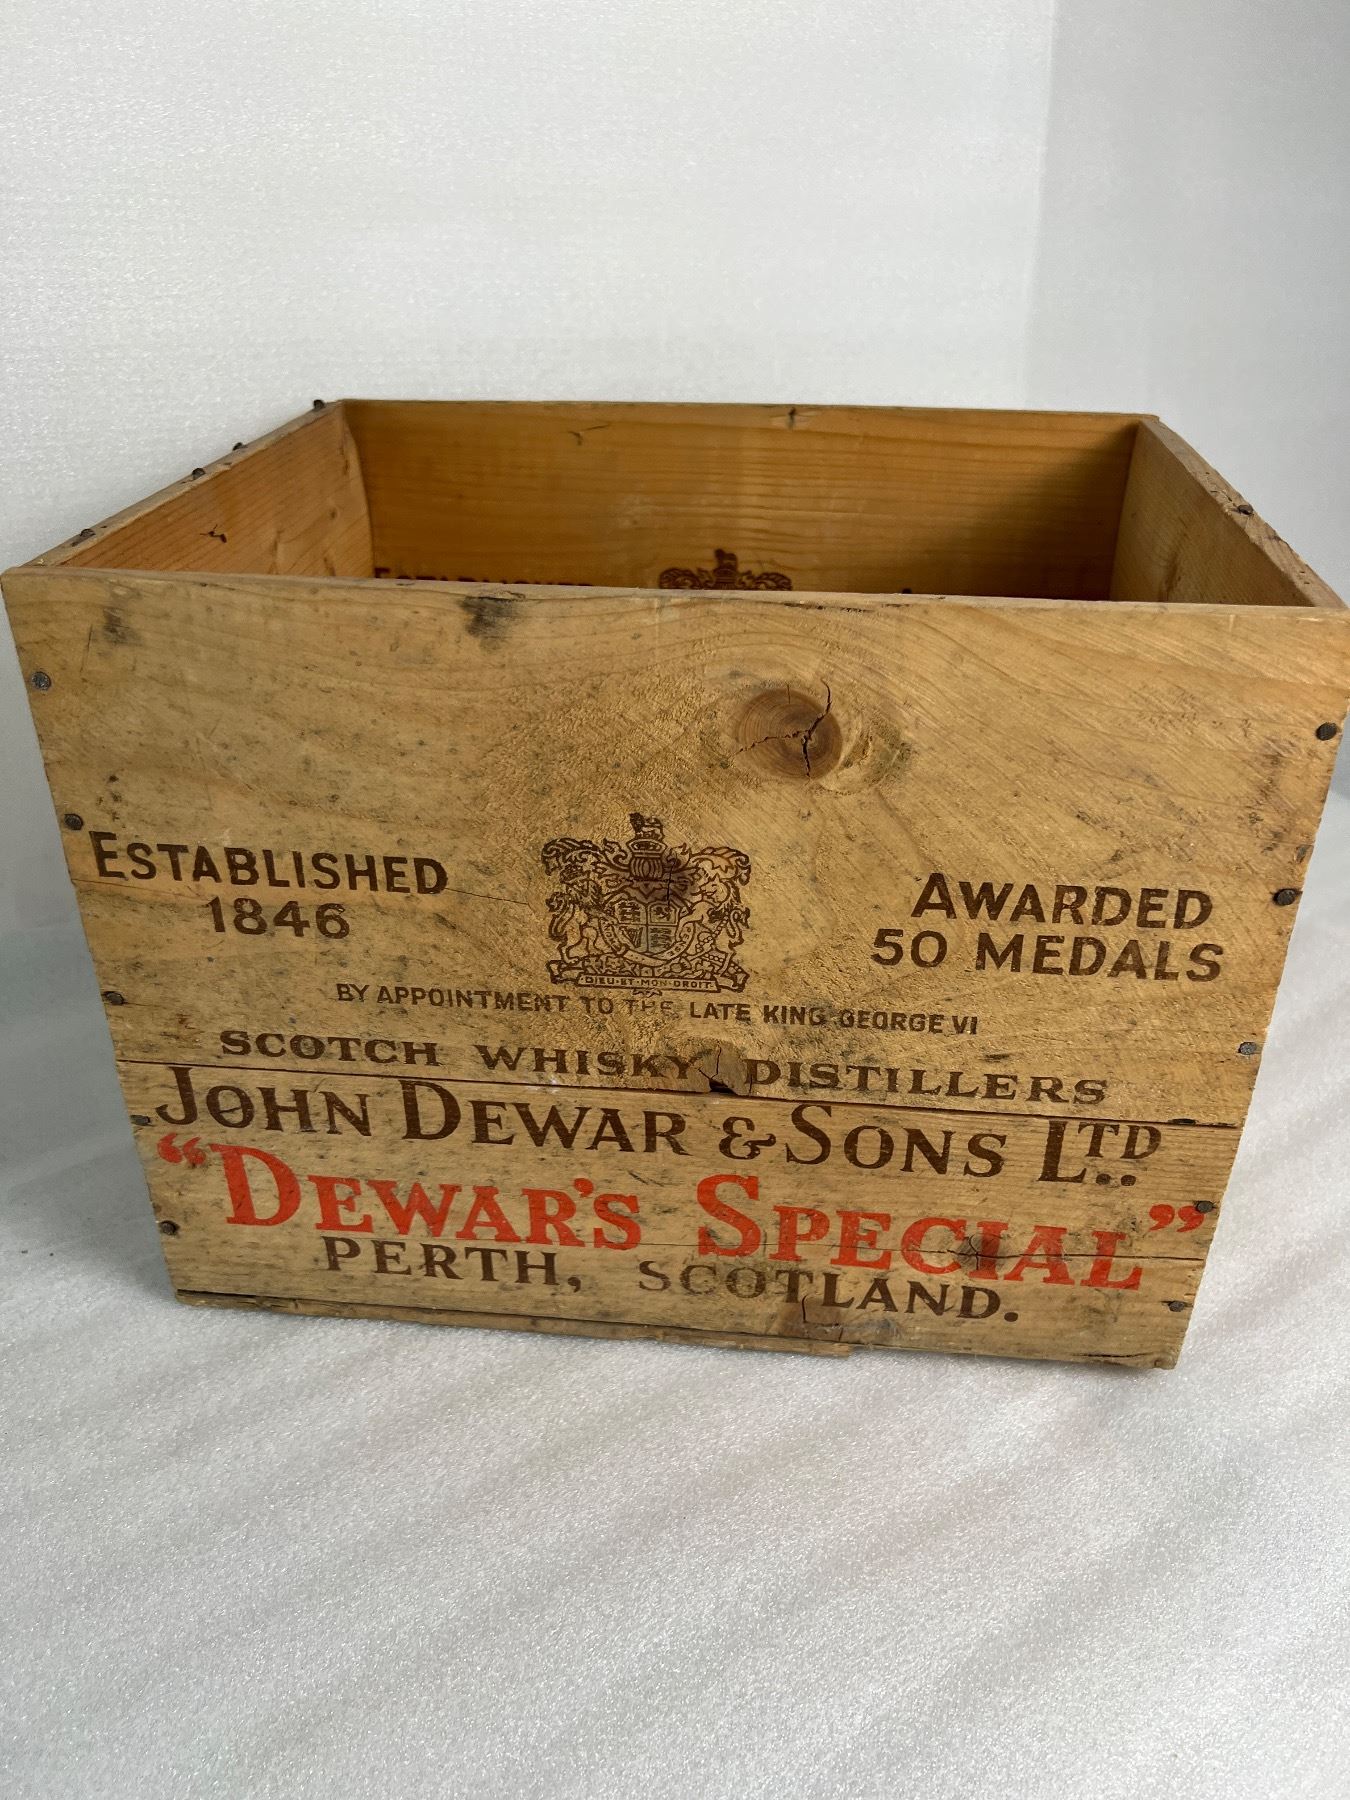 ESTABLISHED
ESTABLISHED
1846
AWARDED
50 MEDALS
DIEU·ET·MON·DROIT
BY APPOINTMENT TO THE LATE KING GEORGE VI
SCOTCH WHISKY DISTILLERS
JOHN DEWAR & SONS LTD.
“DEWAR'S SPECIAL”
PERTH, SCOTLAND.